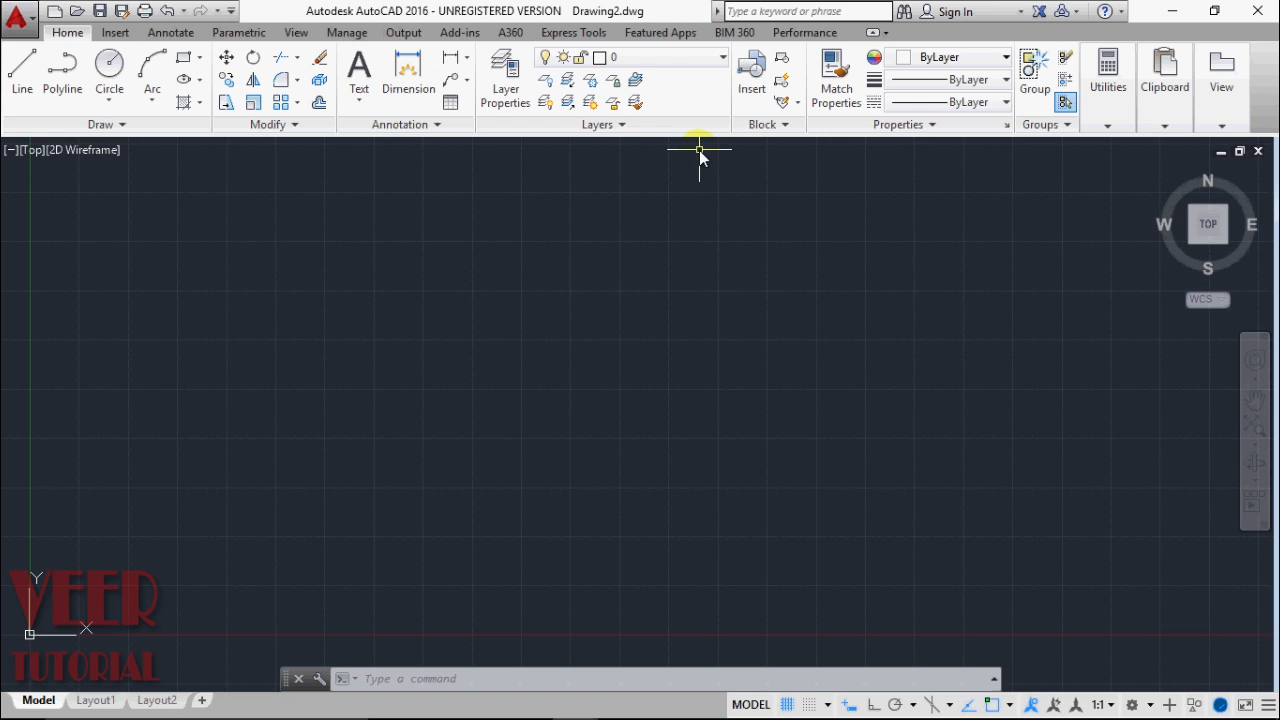 Autodesk AutoCAD 2016 - UNREGISTERED VERSION Drawing2.dwg
Type a keyword or phrase
Sign In
Home Insert Annotate Parametric View Manage Output Add-ins A360 Express Tools Featured Apps BIM 360 Performance
0
ByLayer
Line Polyline Circle Arc
Text Dimension
Layer Properties
Insert
Match Properties
ByLayer
Group
Utilities Clipboard View
ByLayer
Draw Modify Annotation Layers Block Properties Groups
[−][Top][2D Wireframe]
N
W TOP E
S
WCS
Y
X
VEER
TUTORIAL
Type a command
Model Layout1 Layout2 +
MODEL 1:1